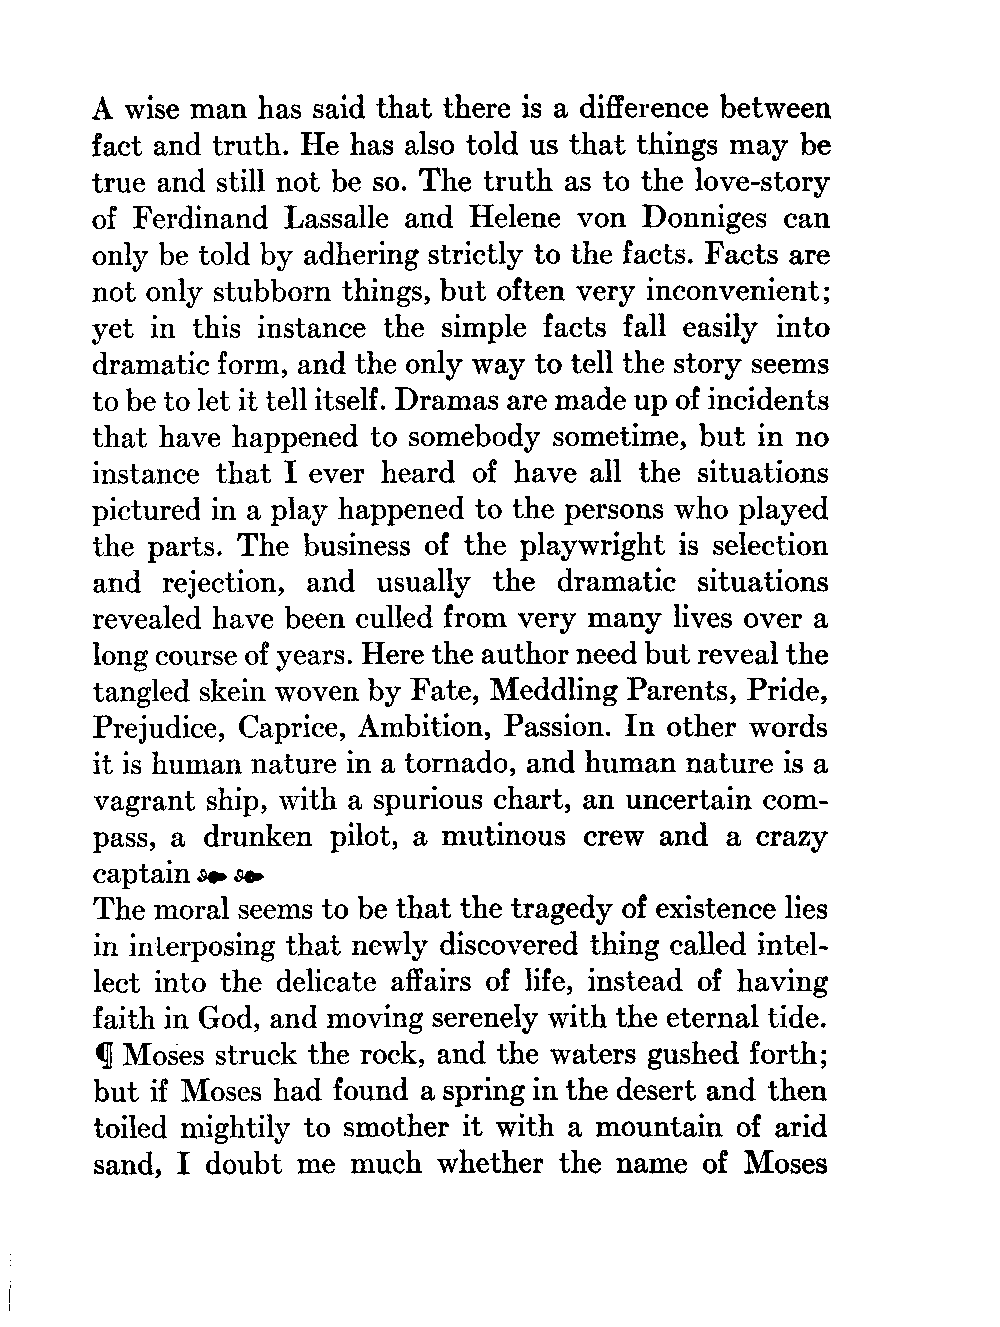 A wise man has said that there is a difference between
fact and truth. He has also told us that things may be
true and still not be so. The truth as to the love-story
of Ferdinand Lassalle and Helene von Donniges can
only be told by adhering strictly to the facts. Facts are
not only stubborn things, but often very inconvenient;
yet in this instance the simple facts fall easily into
dramatic form, and the only way to tell the story seems
to be to let it tell itself. Dramas are made up of incidents
that have happened to somebody sometime, but in no
instance that I ever heard of have all the situations
pictured in a play happened to the persons who played
the parts. The business of the playwright is selection
and rejection, and usually the dramatic situations
revealed have been culled from very many lives over a
long course of years. Here the author need but reveal the
tangled skein woven by Fate, Meddling Parents, Pride,
Prejudice, Caprice, Ambition, Passion. In other words
it is human nature in a tornado, and human nature is a
vagrant ship, with a spurious chart, an uncertain com-
pass, a drunken pilot, a mutinous crew and a crazy
captain
The moral seems to be that the tragedy of existence lies
in interposing that newly discovered thing called intel-
lect into the delicate affairs of life, instead of having
faith in God, and moving serenely with the eternal tide.
¶ Moses struck the rock, and the waters gushed forth;
but if Moses had found a spring in the desert and then
toiled mightily to smother it with a mountain of arid
sand, I doubt me much whether the name of Moses